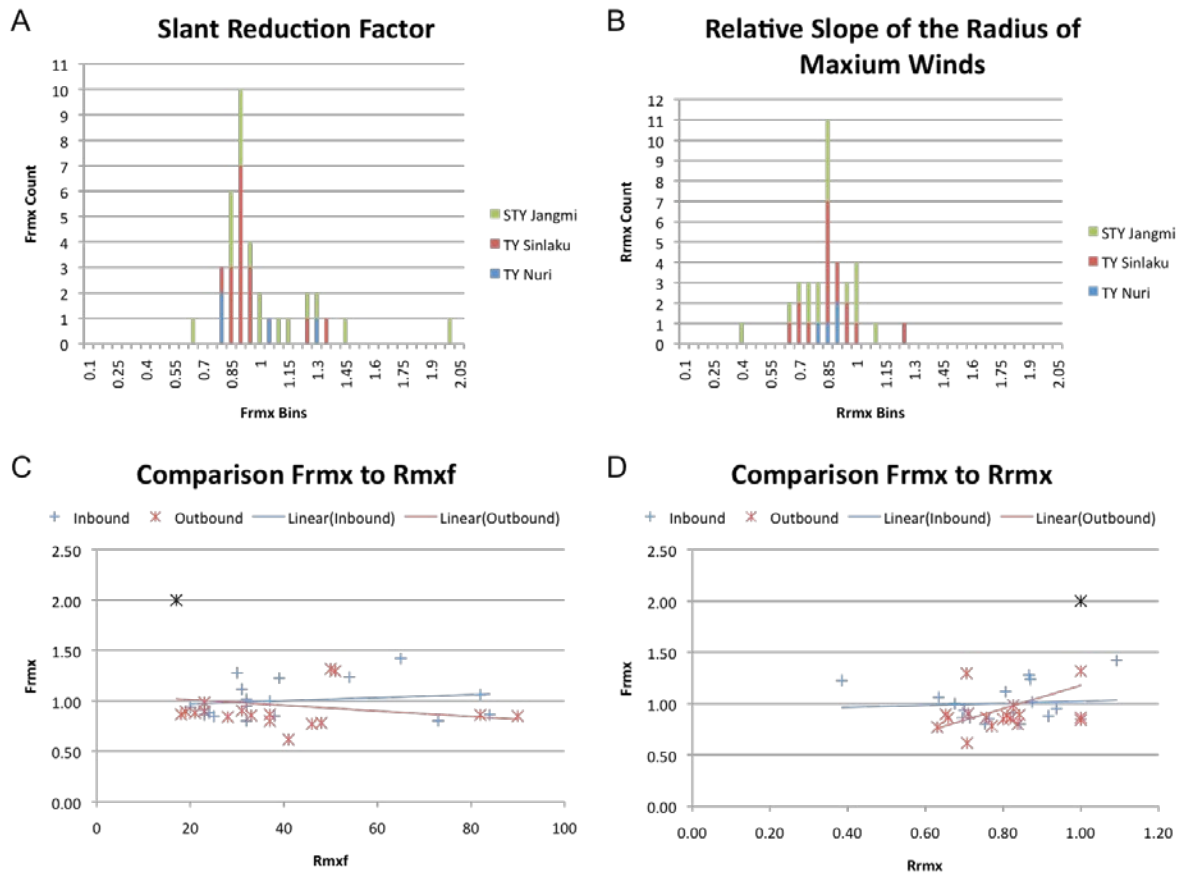 A
Slant Reduction Factor
11
10
9
8
7
6
5
4
3
2
1
0
Frmx Count
0.1 0.25 0.4 0.55 0.7 0.85 1 1.15 1.3 1.45 1.6 1.75 1.9 2.05
Frmx Bins
STY Jangmi
TY Sinlaku
TY Nuri
B
Relative Slope of the Radius of
Maxium Winds
12
11
10
9
8
7
6
5
4
3
2
1
0
Rrmx Count
0.1 0.25 0.4 0.55 0.7 0.85 1 1.15 1.3 1.45 1.6 1.75 1.9 2.05
Rrmx Bins
STY Jangmi
TY Sinlaku
TY Nuri
C
Comparison Frmx to Rmxf
Inbound Outbound Linear(Inbound) Linear(Outbound)
2.50
2.00
1.50
1.00
0.50
0.00
Frmx
0 20 40 60 80 100
Rmxf
D
Comparison Frmx to Rrmx
Inbound Outbound Linear(Inbound) Linear(Outbound)
2.50
2.00
1.50
1.00
0.50
0.00
Frmx
0.00 0.20 0.40 0.60 0.80 1.00 1.20
Rrmx